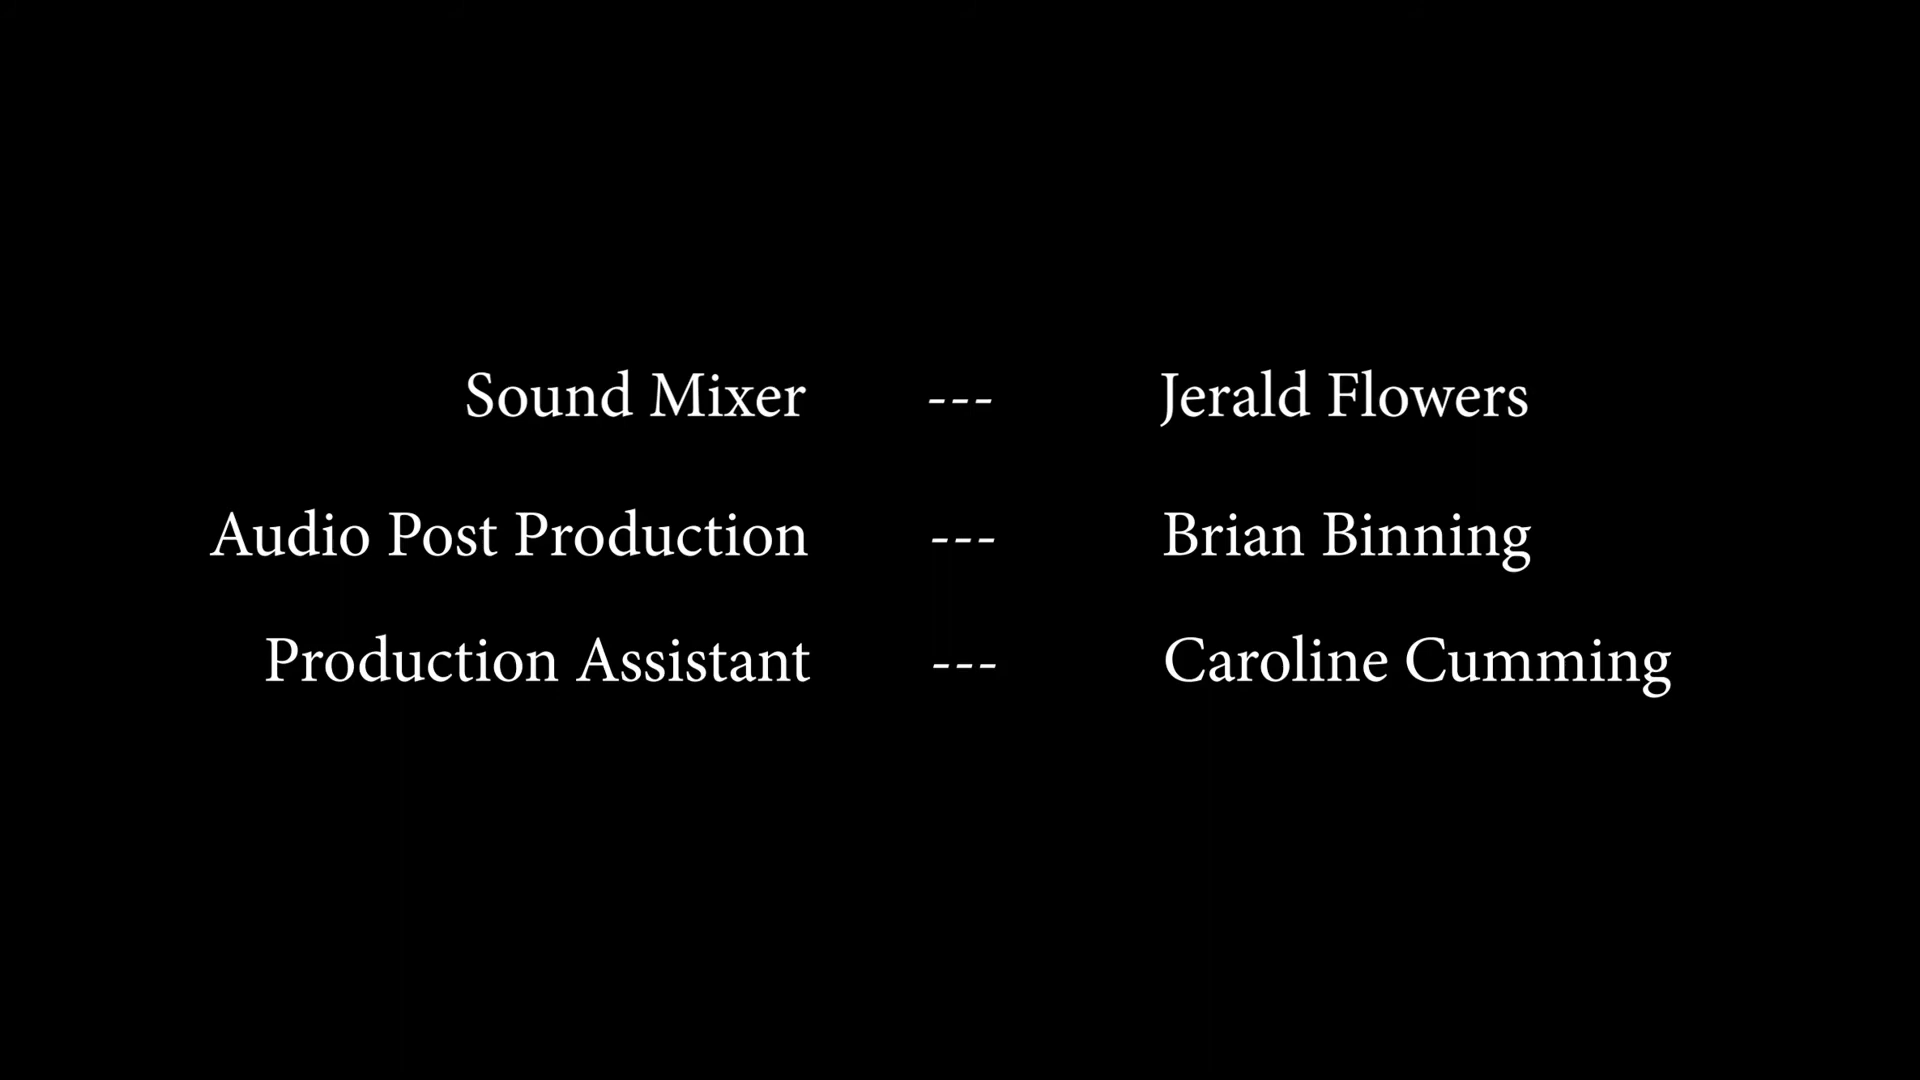 Sound Mixer --- Jerald Flowers
Audio Post Production --- Brian Binning
Production Assistant --- Caroline Cumming